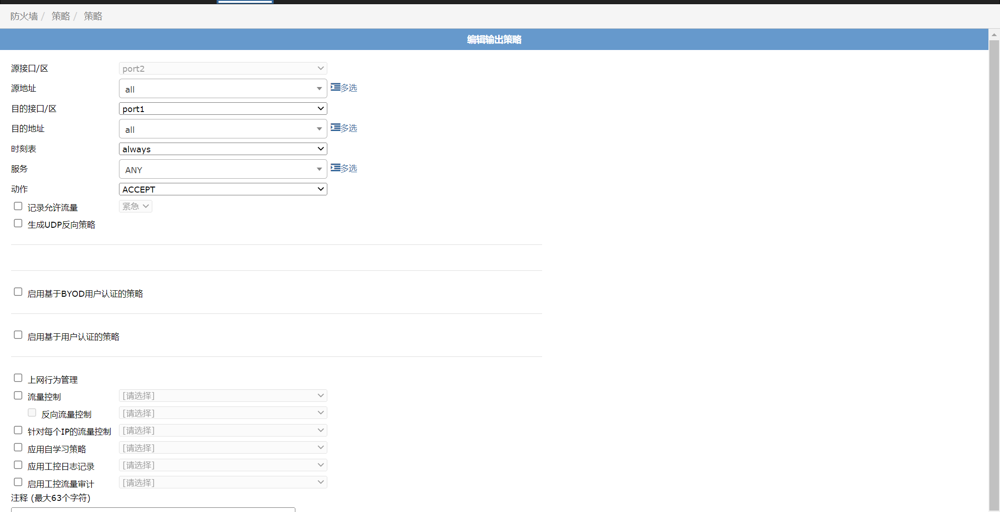 防火墙 / 策略 / 策略
编辑输出策略
源接口/区 port2
源地址 all 多选
目的接口/区 port1
目的地址 all 多选
时刻表 always
服务 ANY 多选
动作 ACCEPT
记录允许流量 紧急
生成UDP反向策略
启用基于BYOD用户认证的策略
启用基于用户认证的策略
上网行为管理
流量控制 [请选择]
反向流量控制 [请选择]
针对每个IP的流量控制 [请选择]
应用自学习策略 [请选择]
应用工控日志记录 [请选择]
启用工控流量审计 [请选择]
注释 (最大63个字符)